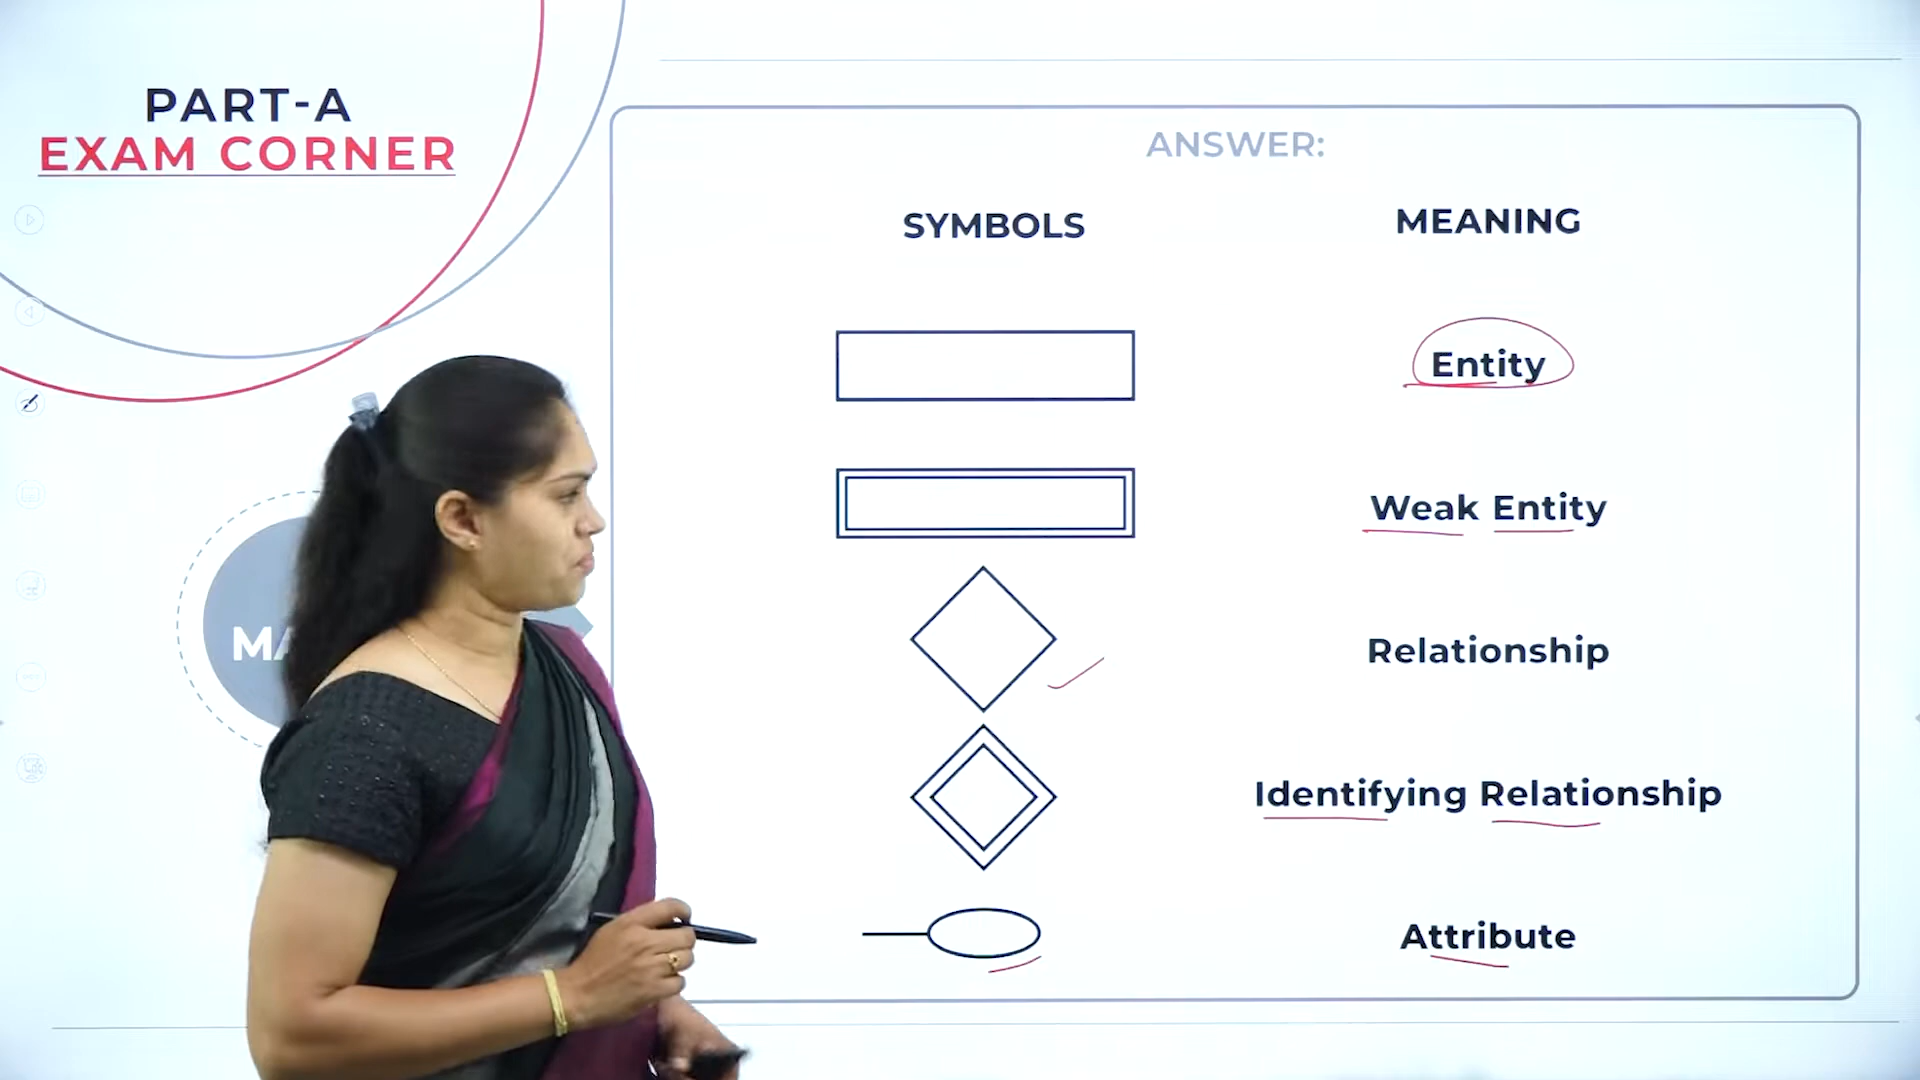 PART-A
EXAM CORNER
ANSWER:
SYMBOLS
MEANING
Entity
Weak Entity
Relationship
Identifying Relationship
Attribute